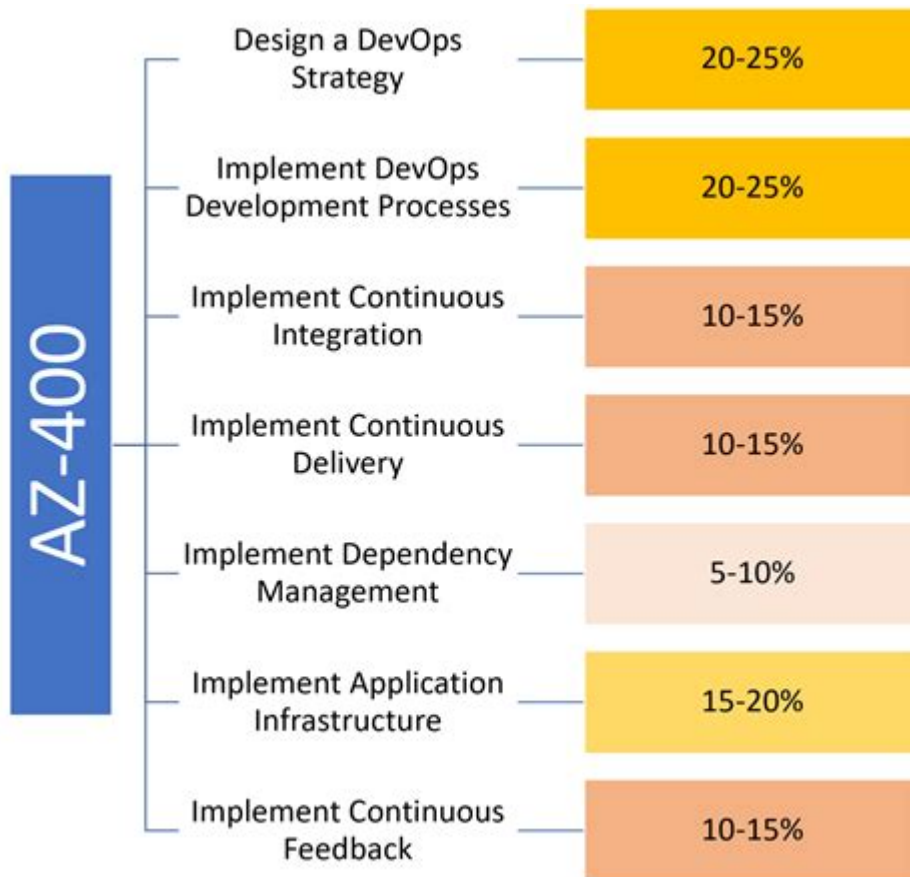 AZ-400
Design a DevOps
Strategy
20-25%
Implement DevOps
Development Processes
20-25%
Implement Continuous
Integration
10-15%
Implement Continuous
Delivery
10-15%
Implement Dependency
Management
5-10%
Implement Application
Infrastructure
15-20%
Implement Continuous
Feedback
10-15%